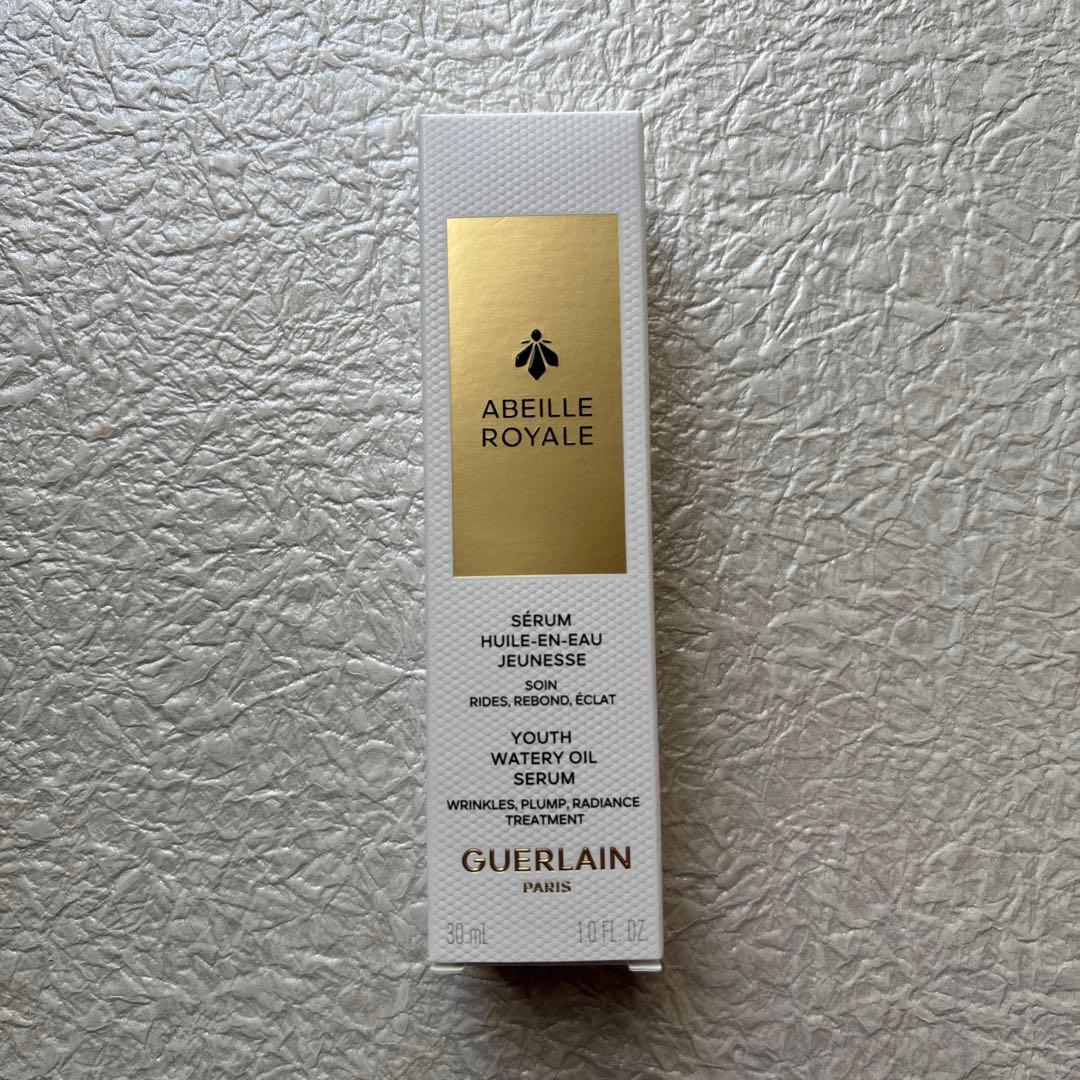 ABEILLE
ROYALE
SÉRUM
HUILE-EN-EAU
JEUNESSE
SOIN
RIDES, REBOND, ÉCLAT
YOUTH
WATERY OIL
SERUM
WRINKLES, PLUMP, RADIANCE
TREATMENT
GUERLAIN
PARIS
30 mL 1.0 FL. OZ.